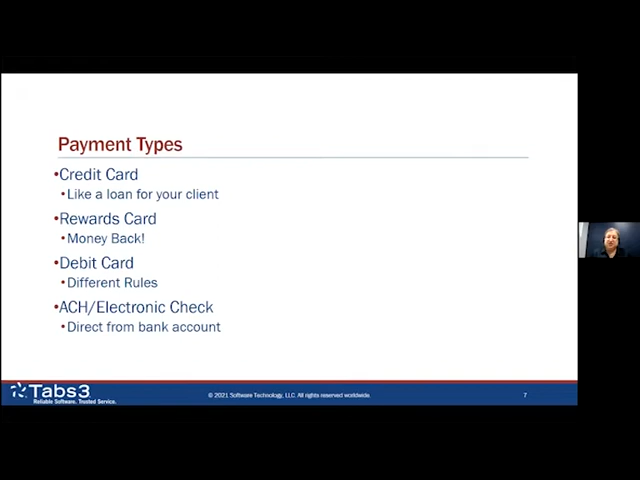 Payment Types
•Credit Card
•Like a loan for your client
•Rewards Card
•Money Back!
•Debit Card
•Different Rules
•ACH/Electronic Check
•Direct from bank account
Tabs3
Reliable Software. Trusted Service.
© 2021 Software Technology, LLC. All rights reserved worldwide.
7